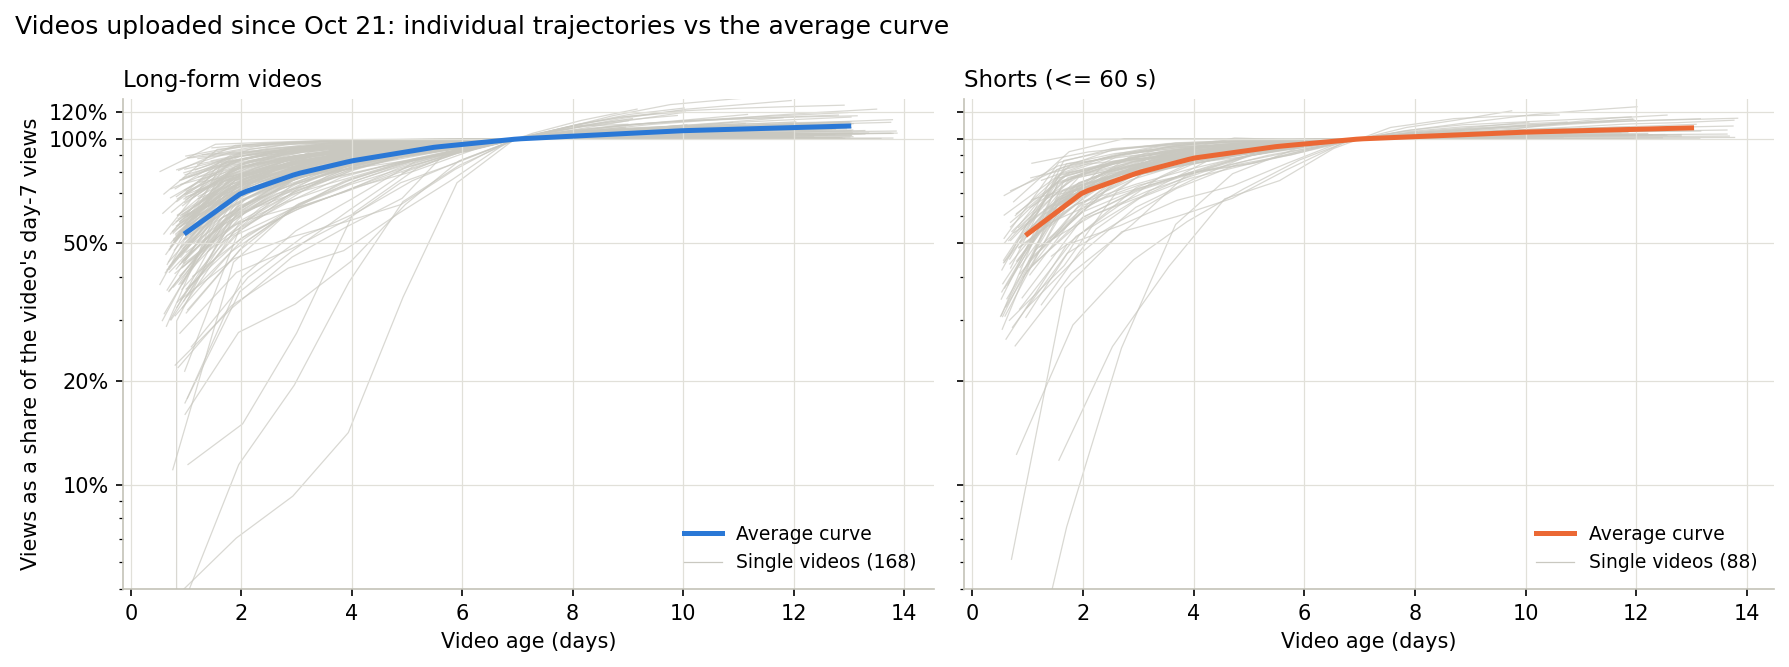 Videos uploaded since Oct 21: individual trajectories vs the average curve
Long-form videos
Shorts (<= 60 s)
Views as a share of the video's day-7 views
120%
100%
50%
20%
10%
Average curve
Single videos (168)
Average curve
Single videos (88)
0 2 4 6 8 10 12 14
0 2 4 6 8 10 12 14
Video age (days)
Video age (days)